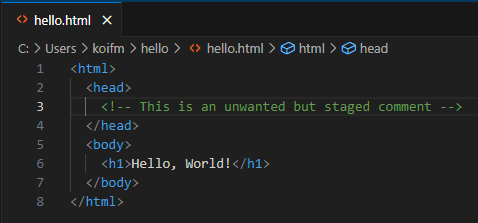 hello.html
C: > Users > koifm > hello > hello.html > html > head
1 <html>
2 <head>
3 <!-- This is an unwanted but staged comment -->
4 </head>
5 <body>
6 <h1>Hello, World!</h1>
7 </body>
8 </html>